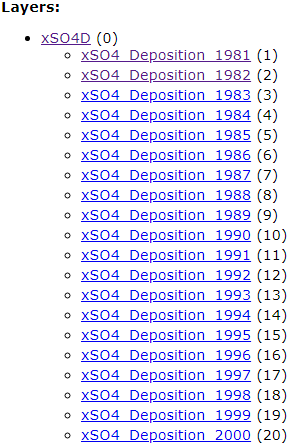 Layers:
xSO4D (0)
xSO4_Deposition_1981 (1)
xSO4_Deposition_1982 (2)
xSO4_Deposition_1983 (3)
xSO4_Deposition_1984 (4)
xSO4_Deposition_1985 (5)
xSO4_Deposition_1986 (6)
xSO4_Deposition_1987 (7)
xSO4_Deposition_1988 (8)
xSO4_Deposition_1989 (9)
xSO4_Deposition_1990 (10)
xSO4_Deposition_1991 (11)
xSO4_Deposition_1992 (12)
xSO4_Deposition_1993 (13)
xSO4_Deposition_1994 (14)
xSO4_Deposition_1995 (15)
xSO4_Deposition_1996 (16)
xSO4_Deposition_1997 (17)
xSO4_Deposition_1998 (18)
xSO4_Deposition_1999 (19)
xSO4_Deposition_2000 (20)